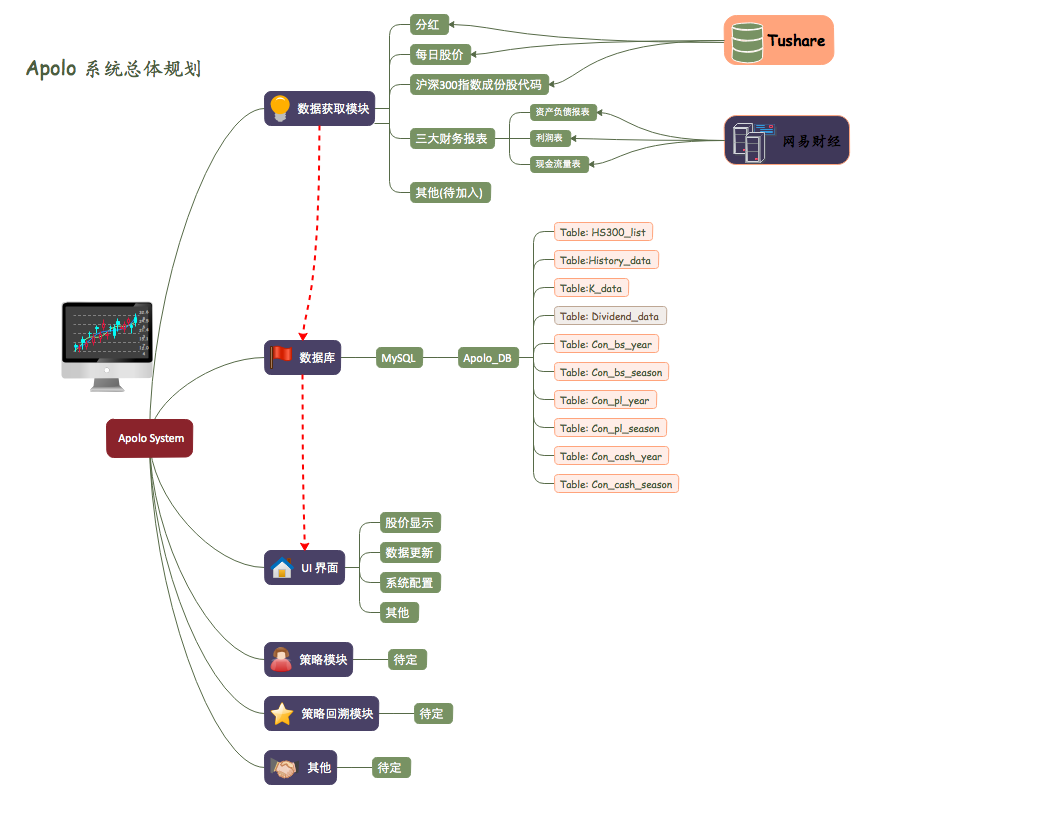 Apolo 系统总体规划
Apolo System
数据获取模块
分红
每日股价
沪深300指数成份股代码
三大财务报表
资产负债报表
利润表
现金流量表
其他(待加入)
Tushare
网易财经
数据库
MySQL
Apolo_DB
Table: HS300_list
Table:History_data
Table:K_data
Table: Dividend_data
Table: Con_bs_year
Table: Con_bs_season
Table: Con_pl_year
Table: Con_pl_season
Table: Con_cash_year
Table: Con_cash_season
UI 界面
股价显示
数据更新
系统配置
其他
策略模块
待定
策略回溯模块
待定
其他
待定